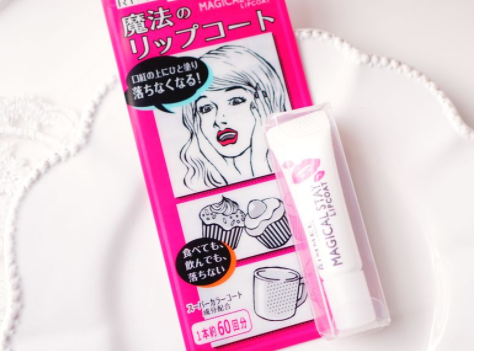 MAGICAL
LIPCOAT
魔法の
リップコート
口紅の上にひと塗り
落ちなくなる!
食べても、
飲んでも、
落ちない
スーパーカラーコート
成分配合
1本約60回分
MAGICAL STAY
LIPCOAT